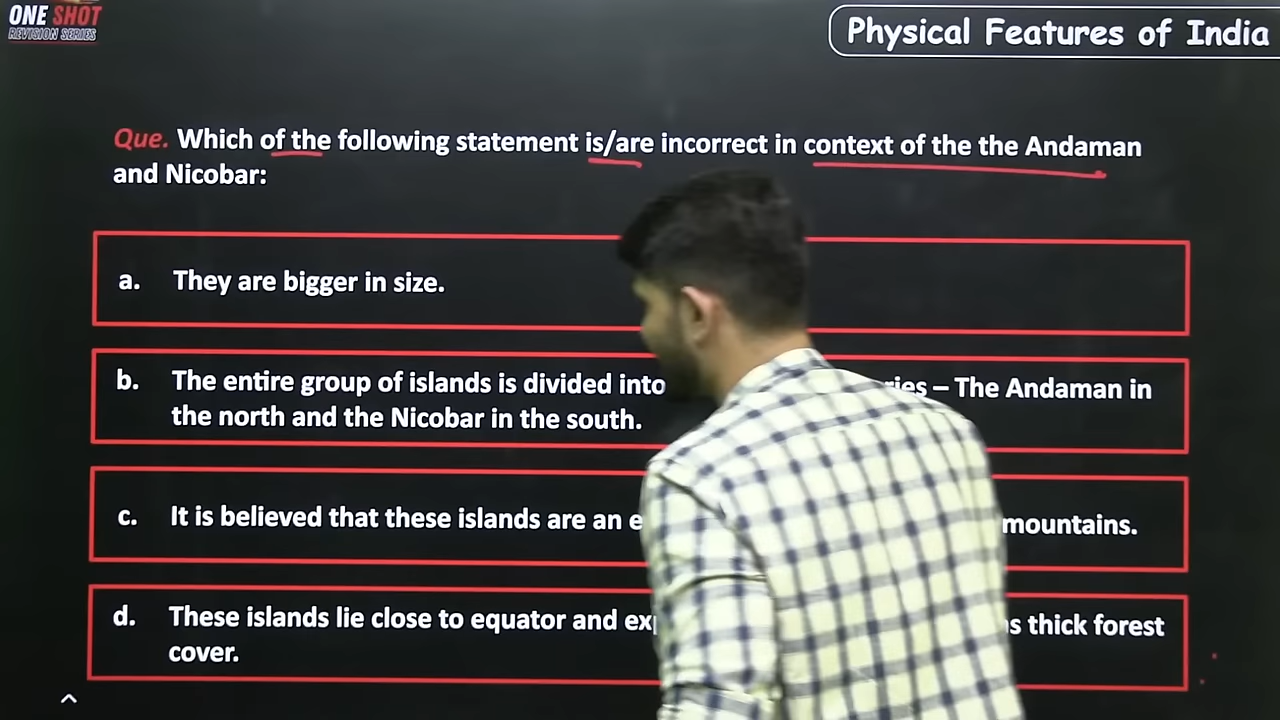 ONE SHOT
REVISION SERIES
Physical Features of India
Que. Which of the following statement is/are incorrect in context of the the Andaman
and Nicobar:
a. They are bigger in size.
b. The entire group of islands is divided into – The Andaman in
the north and the Nicobar in the south.
c. It is believed that these islands are an mountains.
d. These islands lie close to equator and thick forest
cover.